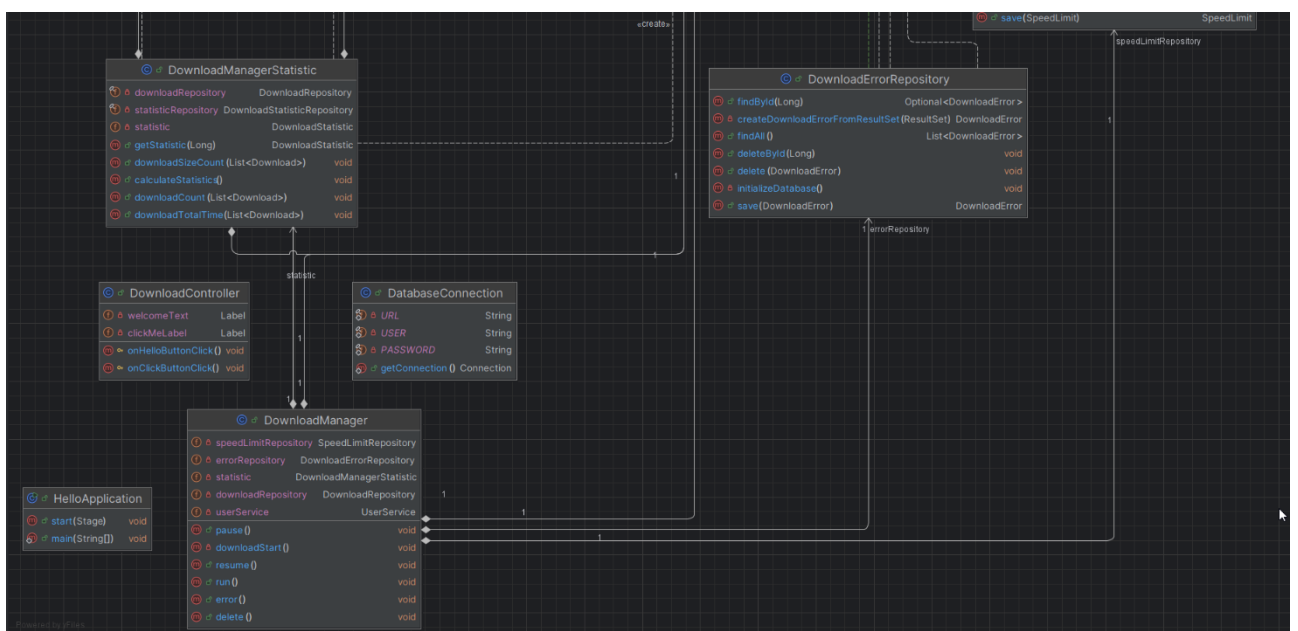 save(SpeedLimit) SpeedLimit
«create»
speedLimitRepository
DownloadManagerStatistic
downloadRepository DownloadRepository
statisticRepository DownloadStatisticRepository
statistic DownloadStatistic
getStatistic(Long) DownloadStatistic
downloadSizeCount(List<Download>) void
calculateStatistics() void
downloadCount(List<Download>) void
downloadTotalTime(List<Download>) void
DownloadErrorRepository
findById(Long) Optional<DownloadError>
createDownloadErrorFromResultSet(ResultSet) DownloadError
findAll() List<DownloadError>
deleteById(Long) void
delete(DownloadError) void
initializeDatabase() void
save(DownloadError) DownloadError
1
1
1 errorRepository
1
statistic
DownloadController
welcomeText Label
clickMeLabel Label
onHelloButtonClick() void
onClickButtonClick() void
DatabaseConnection
URL String
USER String
PASSWORD String
getConnection() Connection
1
1
1
DownloadManager
speedLimitRepository SpeedLimitRepository
errorRepository DownloadErrorRepository
statistic DownloadManagerStatistic
downloadRepository DownloadRepository
userService UserService
pause() void
downloadStart() void
resume() void
run() void
error() void
delete() void
1
1
1
HelloApplication
start(Stage) void
main(String[]) void
Powered by yFiles